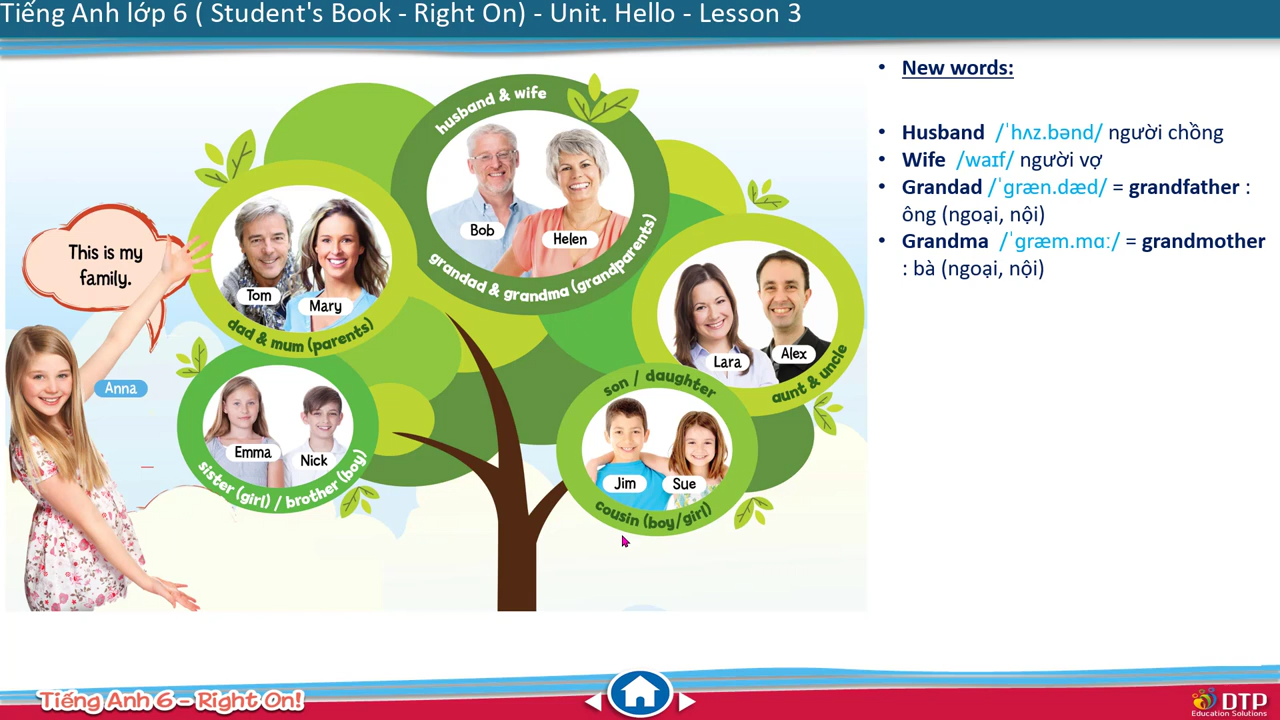 Tiếng Anh lớp 6 ( Student's Book - Right On) - Unit. Hello - Lesson 3
This is my
family.
Anna
husband & wife
Bob
Helen
grandad & grandma (grandparents)
Tom
Mary
dad & mum (parents)
Lara
Alex
aunt & uncle
Emma
Nick
sister (girl) / brother (boy)
son / daughter
Jim
Sue
cousin (boy/girl)
• New words:
• Husband /ˈhʌz.bənd/ người chồng
• Wife /waɪf/ người vợ
• Grandad /ˈɡræn.dæd/ = grandfather :
ông (ngoại, nội)
• Grandma /ˈɡræm.mɑː/ = grandmother
: bà (ngoại, nội)
Tiếng Anh 6 – Right On!
DTP
Education Solutions